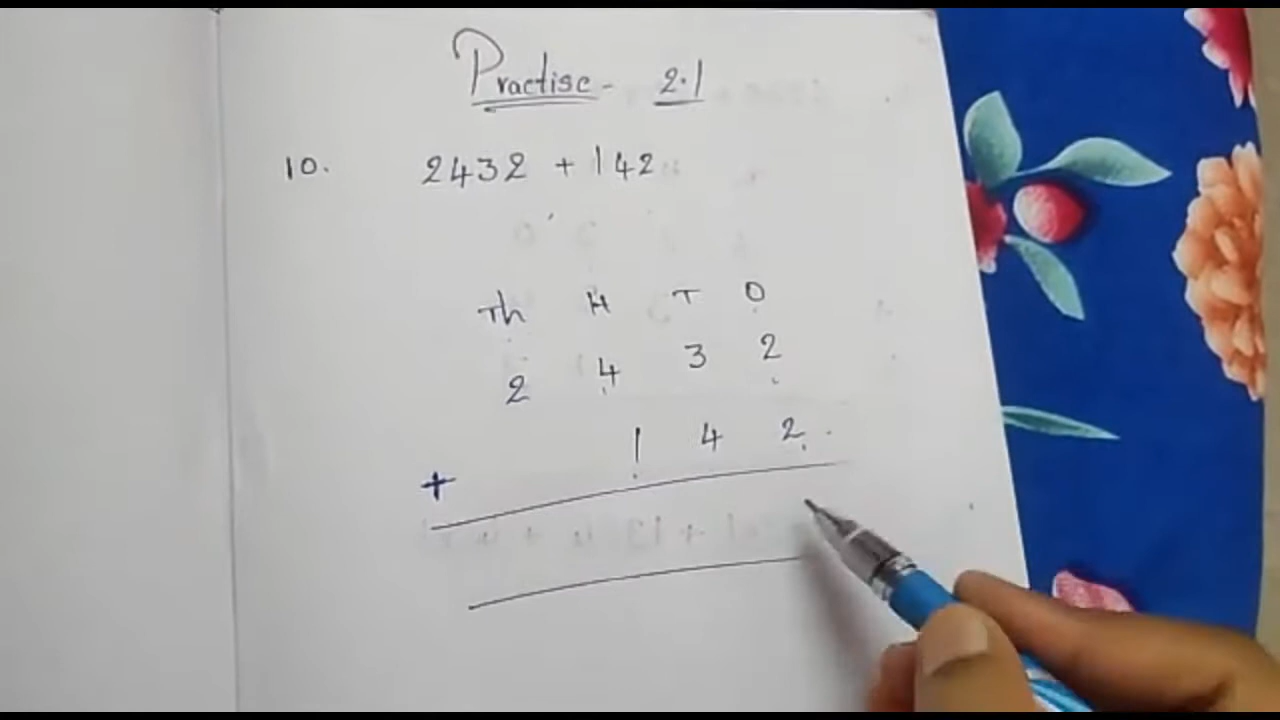 Practise - 2.1
10. 2432 + 142
Th H T O
2 4 3 2
1 4 2
+